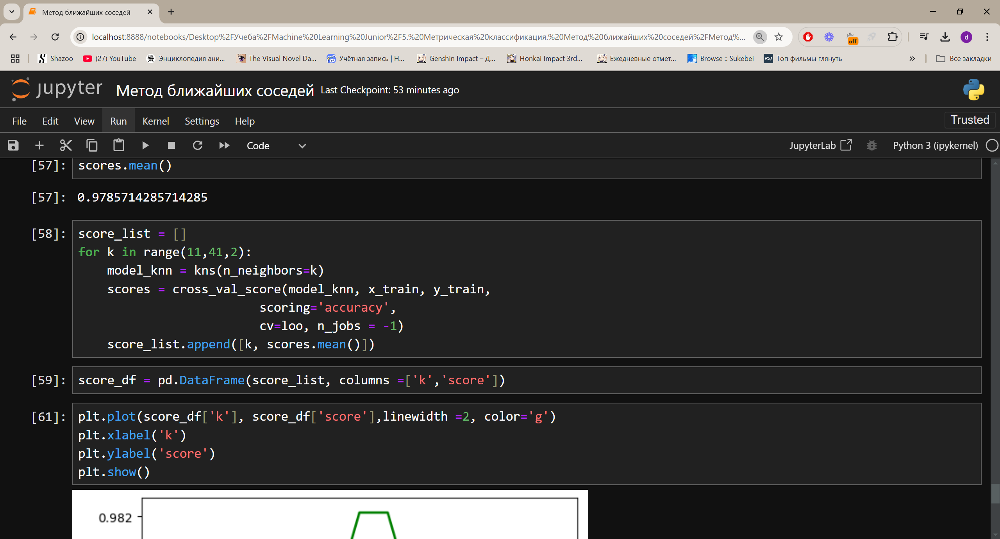 Метод ближайших соседей
localhost:8888/notebooks/Desktop%2FУчеба%2FMachine%20Learning%20Junior%2F5.%20Метрическая%20классификация.%20Метод%20ближайших%20соседей%2FМетод%...
off
d
Shazoo
(27) YouTube
Энциклопедия ани...
The Visual Novel Da...
Учётная запись | H...
Genshin Impact – Д...
Honkai Impact 3rd...
Ежедневные отмет...
Browse :: Sukebei
Топ фильмы глянуть
Все закладки
jupyter Метод ближайших соседей Last Checkpoint: 53 minutes ago
File Edit View Run Kernel Settings Help
Trusted
Code
JupyterLab
Python 3 (ipykernel)
[57]: scores.mean()
[57]: 0.9785714285714285
[58]: score_list = []
for k in range(11,41,2):
    model_knn = kns(n_neighbors=k)
    scores = cross_val_score(model_knn, x_train, y_train,
                         scoring='accuracy',
                         cv=loo, n_jobs = -1)
    score_list.append([k, scores.mean()])
[59]: score_df = pd.DataFrame(score_list, columns =['k','score'])
[61]: plt.plot(score_df['k'], score_df['score'],linewidth =2, color='g')
plt.xlabel('k')
plt.ylabel('score')
plt.show()
0.982